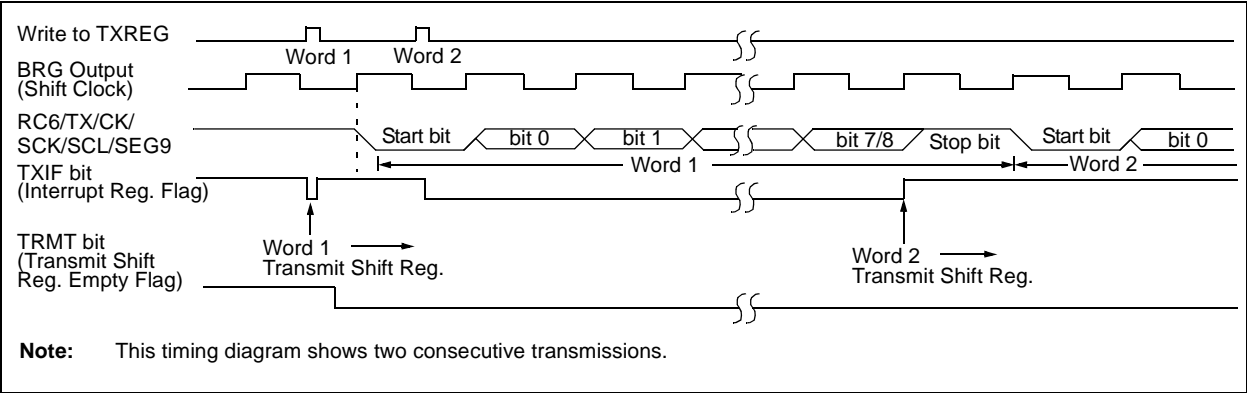 Write to TXREG
Word 1
Word 2
BRG Output
(Shift Clock)
RC6/TX/CK/
SCK/SCL/SEG9
Start bit
bit 0
bit 1
bit 7/8
Stop bit
Start bit
bit 0
Word 1
Word 2
TXIF bit
(Interrupt Reg. Flag)
Word 1
Transmit Shift Reg.
Word 2
Transmit Shift Reg.
TRMT bit
(Transmit Shift
Reg. Empty Flag)
Note: This timing diagram shows two consecutive transmissions.